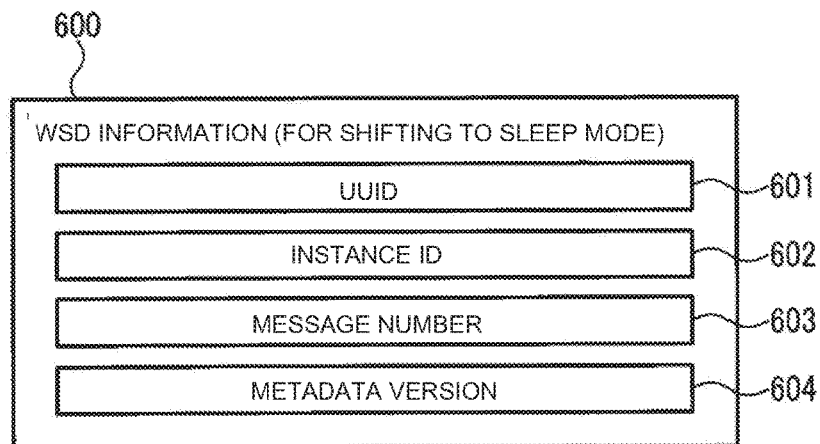 600
WSD INFORMATION (FOR SHIFTING TO SLEEP MODE)
UUID
601
INSTANCE ID
602
MESSAGE NUMBER
603
METADATA VERSION
604